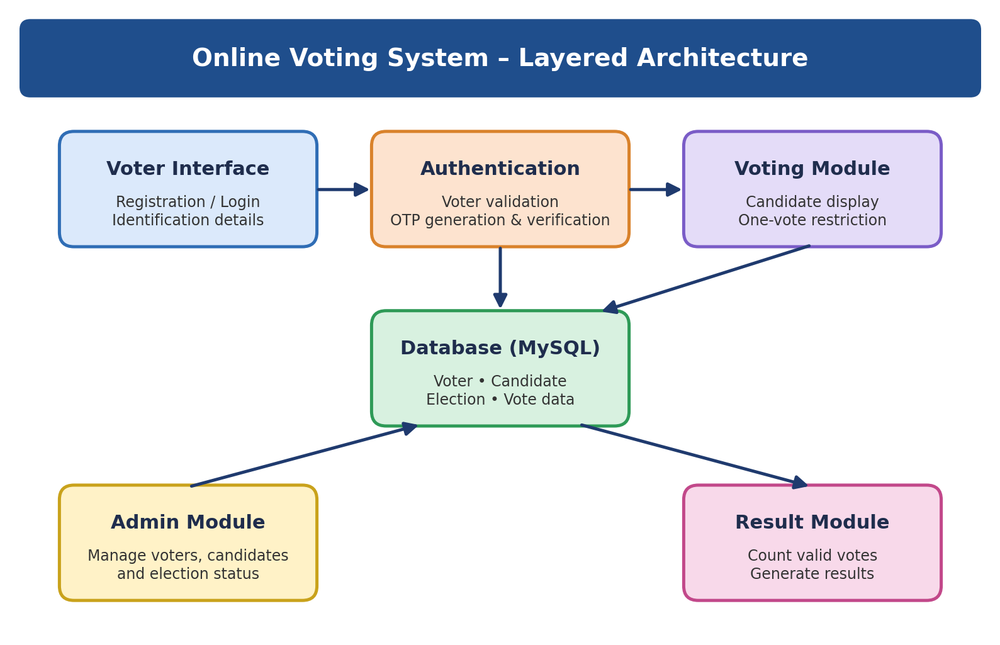 Online Voting System – Layered Architecture
Voter Interface
Registration / Login
Identification details
Authentication
Voter validation
OTP generation & verification
Voting Module
Candidate display
One-vote restriction
Database (MySQL)
Voter • Candidate
Election • Vote data
Admin Module
Manage voters, candidates
and election status
Result Module
Count valid votes
Generate results